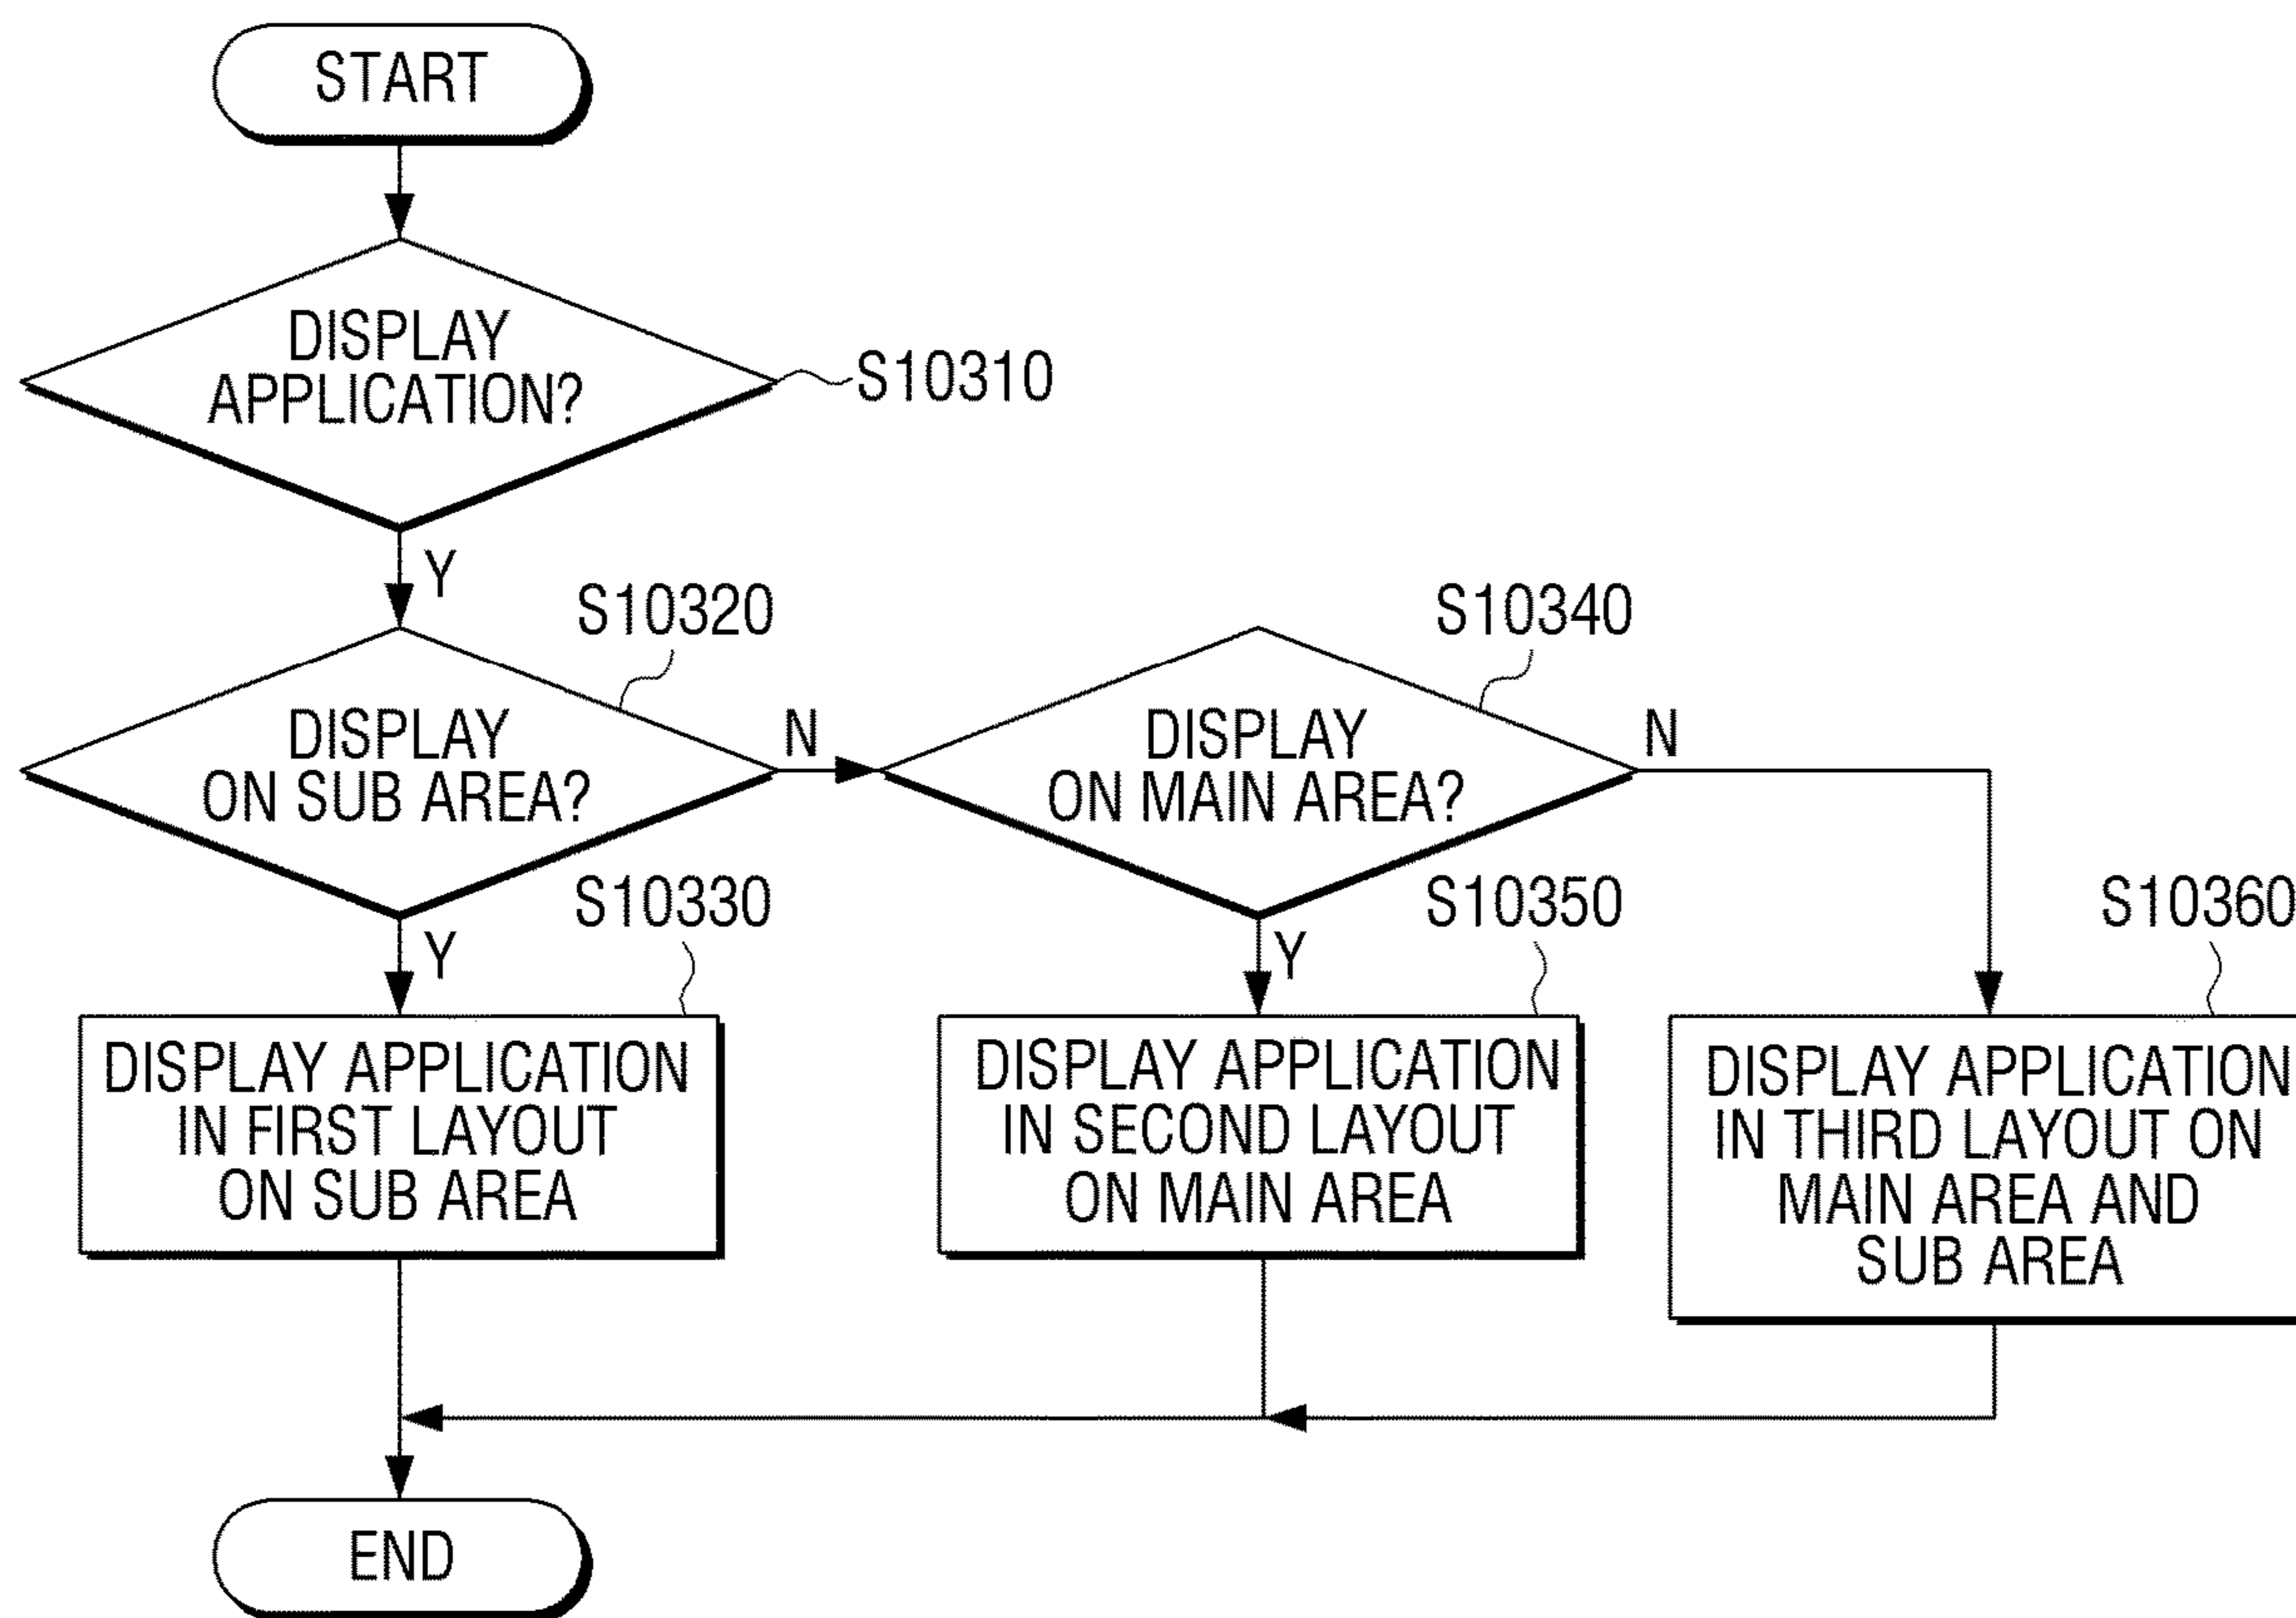 START
DISPLAY
APPLICATION?
S10310
Y
S10320
DISPLAY
ON SUB AREA?
N
S10340
DISPLAY
ON MAIN AREA?
N
Y
S10330
DISPLAY APPLICATION
IN FIRST LAYOUT
ON SUB AREA
Y
S10350
DISPLAY APPLICATION
IN SECOND LAYOUT
ON MAIN AREA
S10360
DISPLAY APPLICATION
IN THIRD LAYOUT ON
MAIN AREA AND
SUB AREA
END